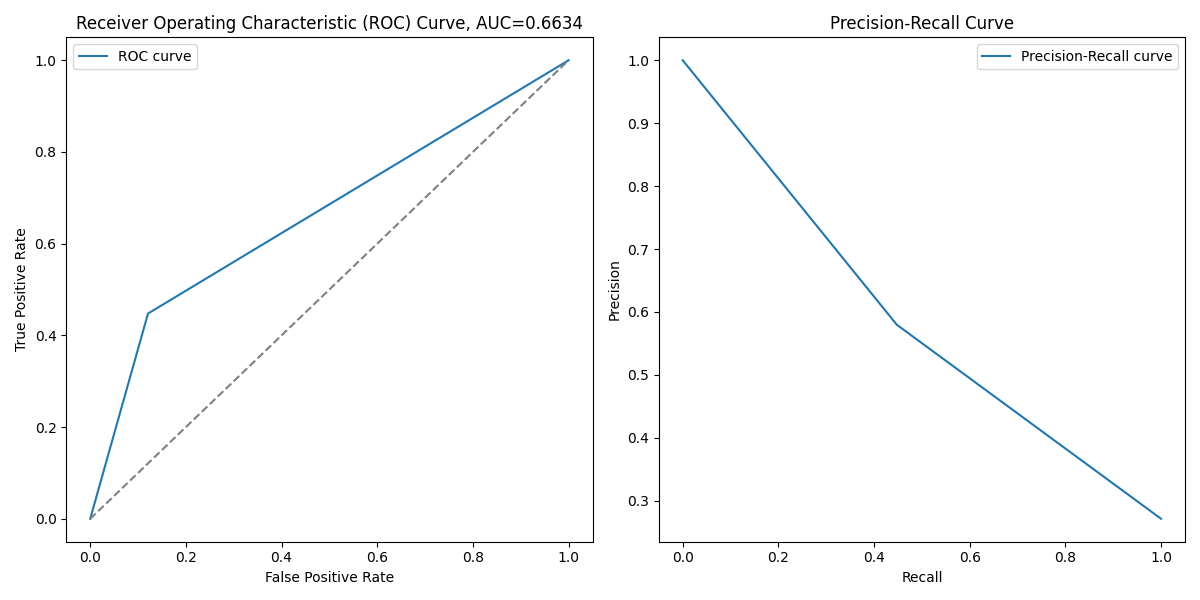 Receiver Operating Characteristic (ROC) Curve, AUC=0.6634
ROC curve
1.0
0.8
0.6
0.4
0.2
0.0
True Positive Rate
0.0 0.2 0.4 0.6 0.8 1.0
False Positive Rate
Precision-Recall Curve
Precision-Recall curve
1.0
0.9
0.8
0.7
0.6
0.5
0.4
0.3
Precision
0.0 0.2 0.4 0.6 0.8 1.0
Recall